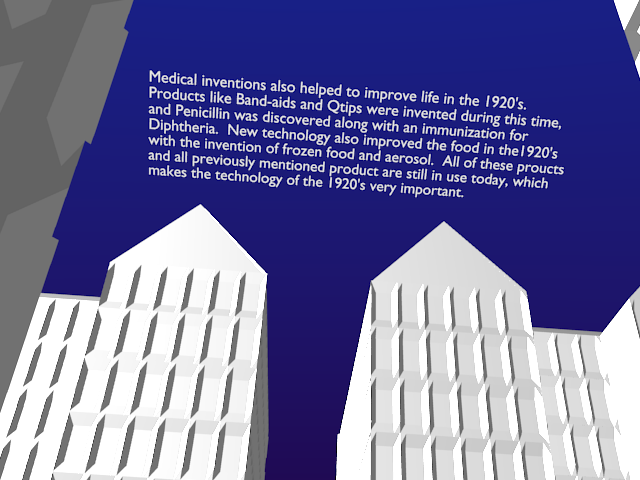 Medical inventions also helped to improve life in the 1920's.
Products like Band-aids and Qtips were invented during this time,
and Penicillin was discovered along with an immunization for
Diphtheria.  New technology also improved the food in the1920's
with the invention of frozen food and aerosol.  All of these proucts
and all previously mentioned product are still in use today, which
makes the technology of the 1920's very important.